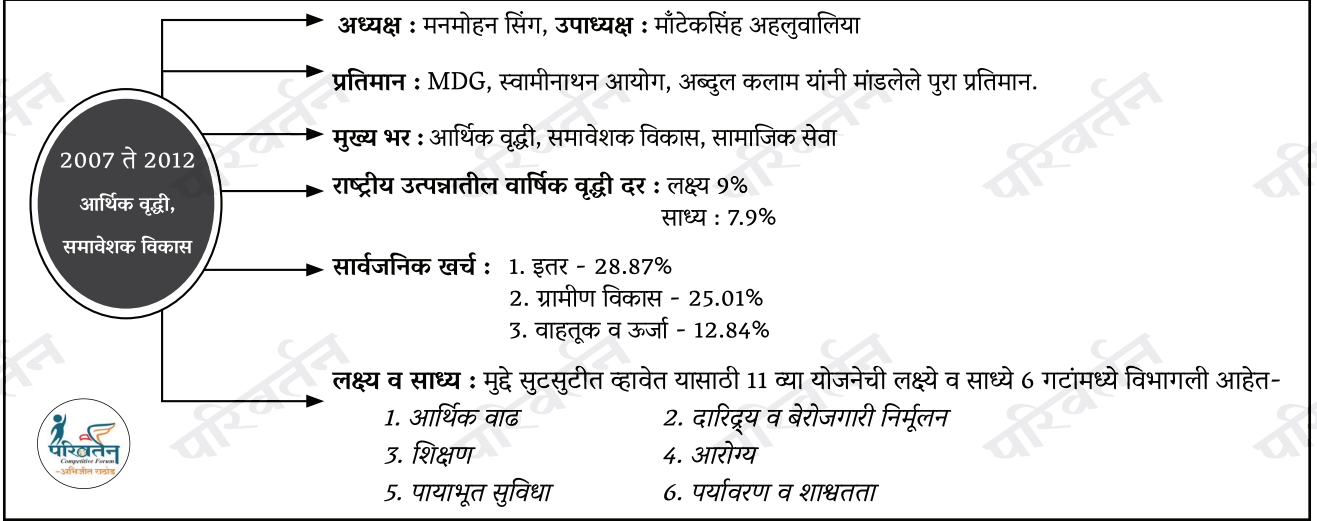 अध्यक्ष : मनमोहन सिंग, उपाध्यक्ष : माँटेकसिंह अहलुवालिया
प्रतिमान : MDG, स्वामीनाथन आयोग, अब्दुल कलाम यांनी मांडलेले पुरा प्रतिमान.
मुख्य भर : आर्थिक वृद्धी, समावेशक विकास, सामाजिक सेवा
2007 ते 2012
आर्थिक वृद्धी,
समावेशक विकास
राष्ट्रीय उत्पन्नातील वार्षिक वृद्धी दर : लक्ष्य 9%
साध्य : 7.9%
सार्वजनिक खर्च : 1. इतर - 28.87%
2. ग्रामीण विकास - 25.01%
3. वाहतूक व ऊर्जा - 12.84%
लक्ष्य व साध्य : मुद्दे सुटसुटीत व्हावेत यासाठी 11 व्या योजनेची लक्ष्ये व साध्ये 6 गटांमध्ये विभागली आहेत-
1. आर्थिक वाढ 2. दारिद्र्य व बेरोजगारी निर्मूलन
3. शिक्षण 4. आरोग्य
5. पायाभूत सुविधा 6. पर्यावरण व शाश्वतता
परिवर्तन
Competitive Forum
-अभिजीत राठोड